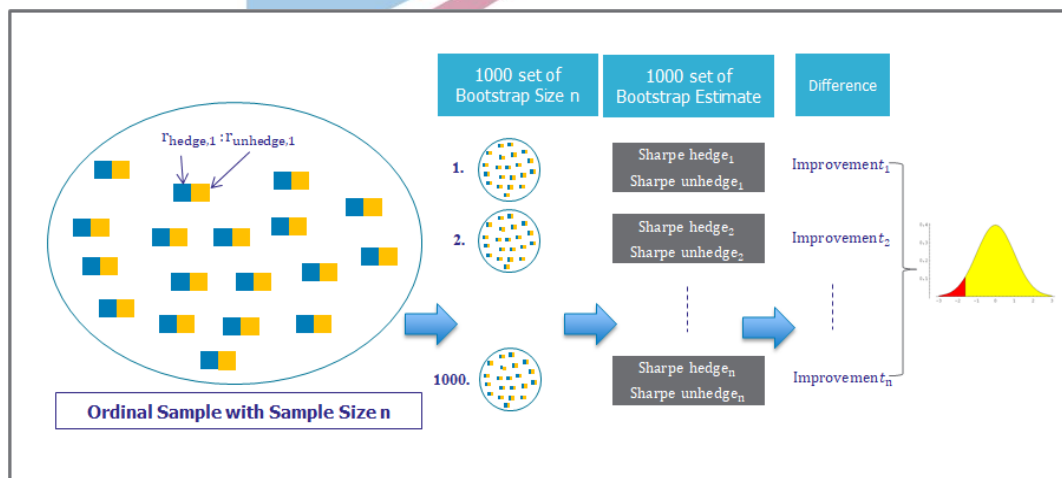 1000 set of
Bootstrap Size n
1000 set of
Bootstrap Estimate
Difference
r_hedge,1 : r_unhedge,1
1.
Sharpe hedge₁
Sharpe unhedge₁
Improvement₁
2.
Sharpe hedge₂
Sharpe unhedge₂
Improvement₂
1000.
Sharpe hedgeₙ
Sharpe unhedgeₙ
Improvementₙ
Ordinal Sample with Sample Size n